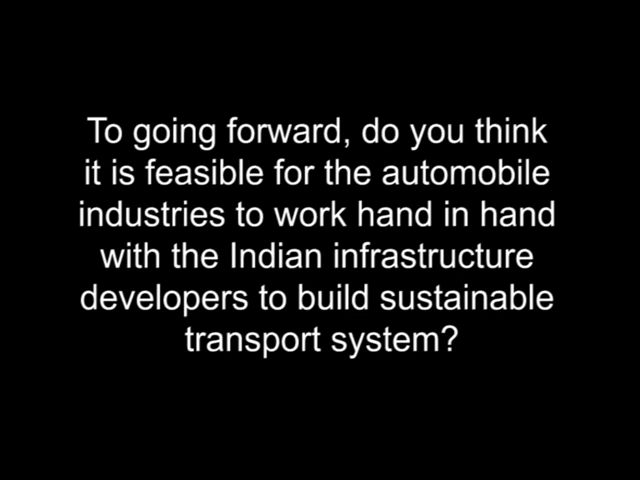 To going forward, do you think
it is feasible for the automobile
industries to work hand in hand
with the Indian infrastructure
developers to build sustainable
transport system?